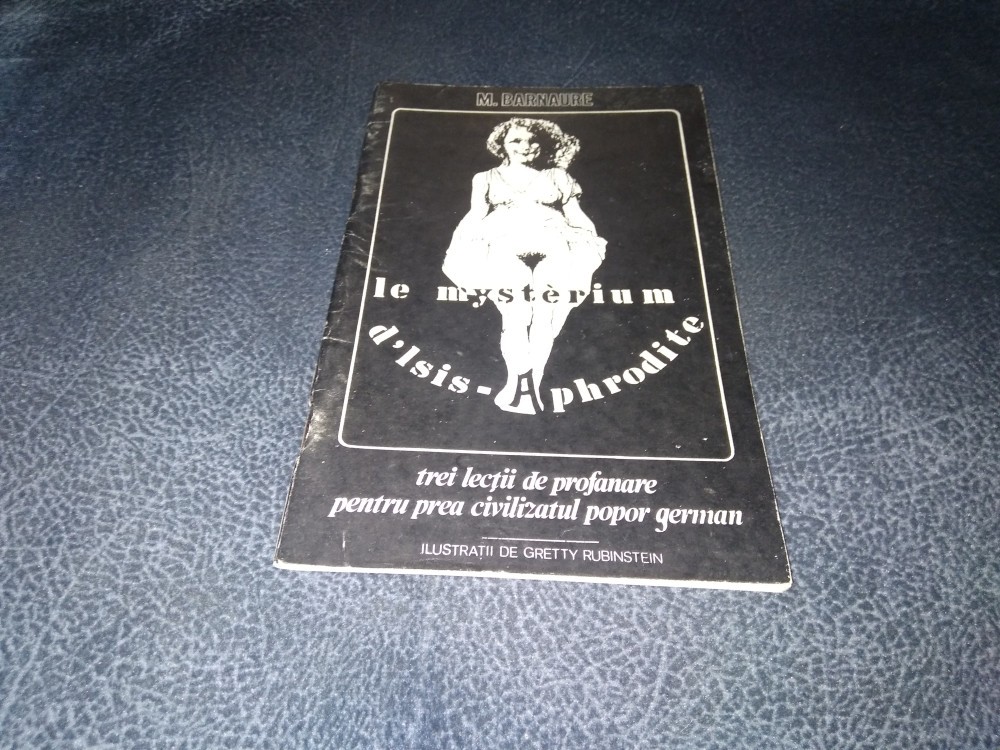 M. BARNAURE
le mystèrium
d'Isis-Aphrodite
trei lecții de profanare
pentru prea civilizatul popor german
ILUSTRAȚII DE GRETTY RUBINSTEIN